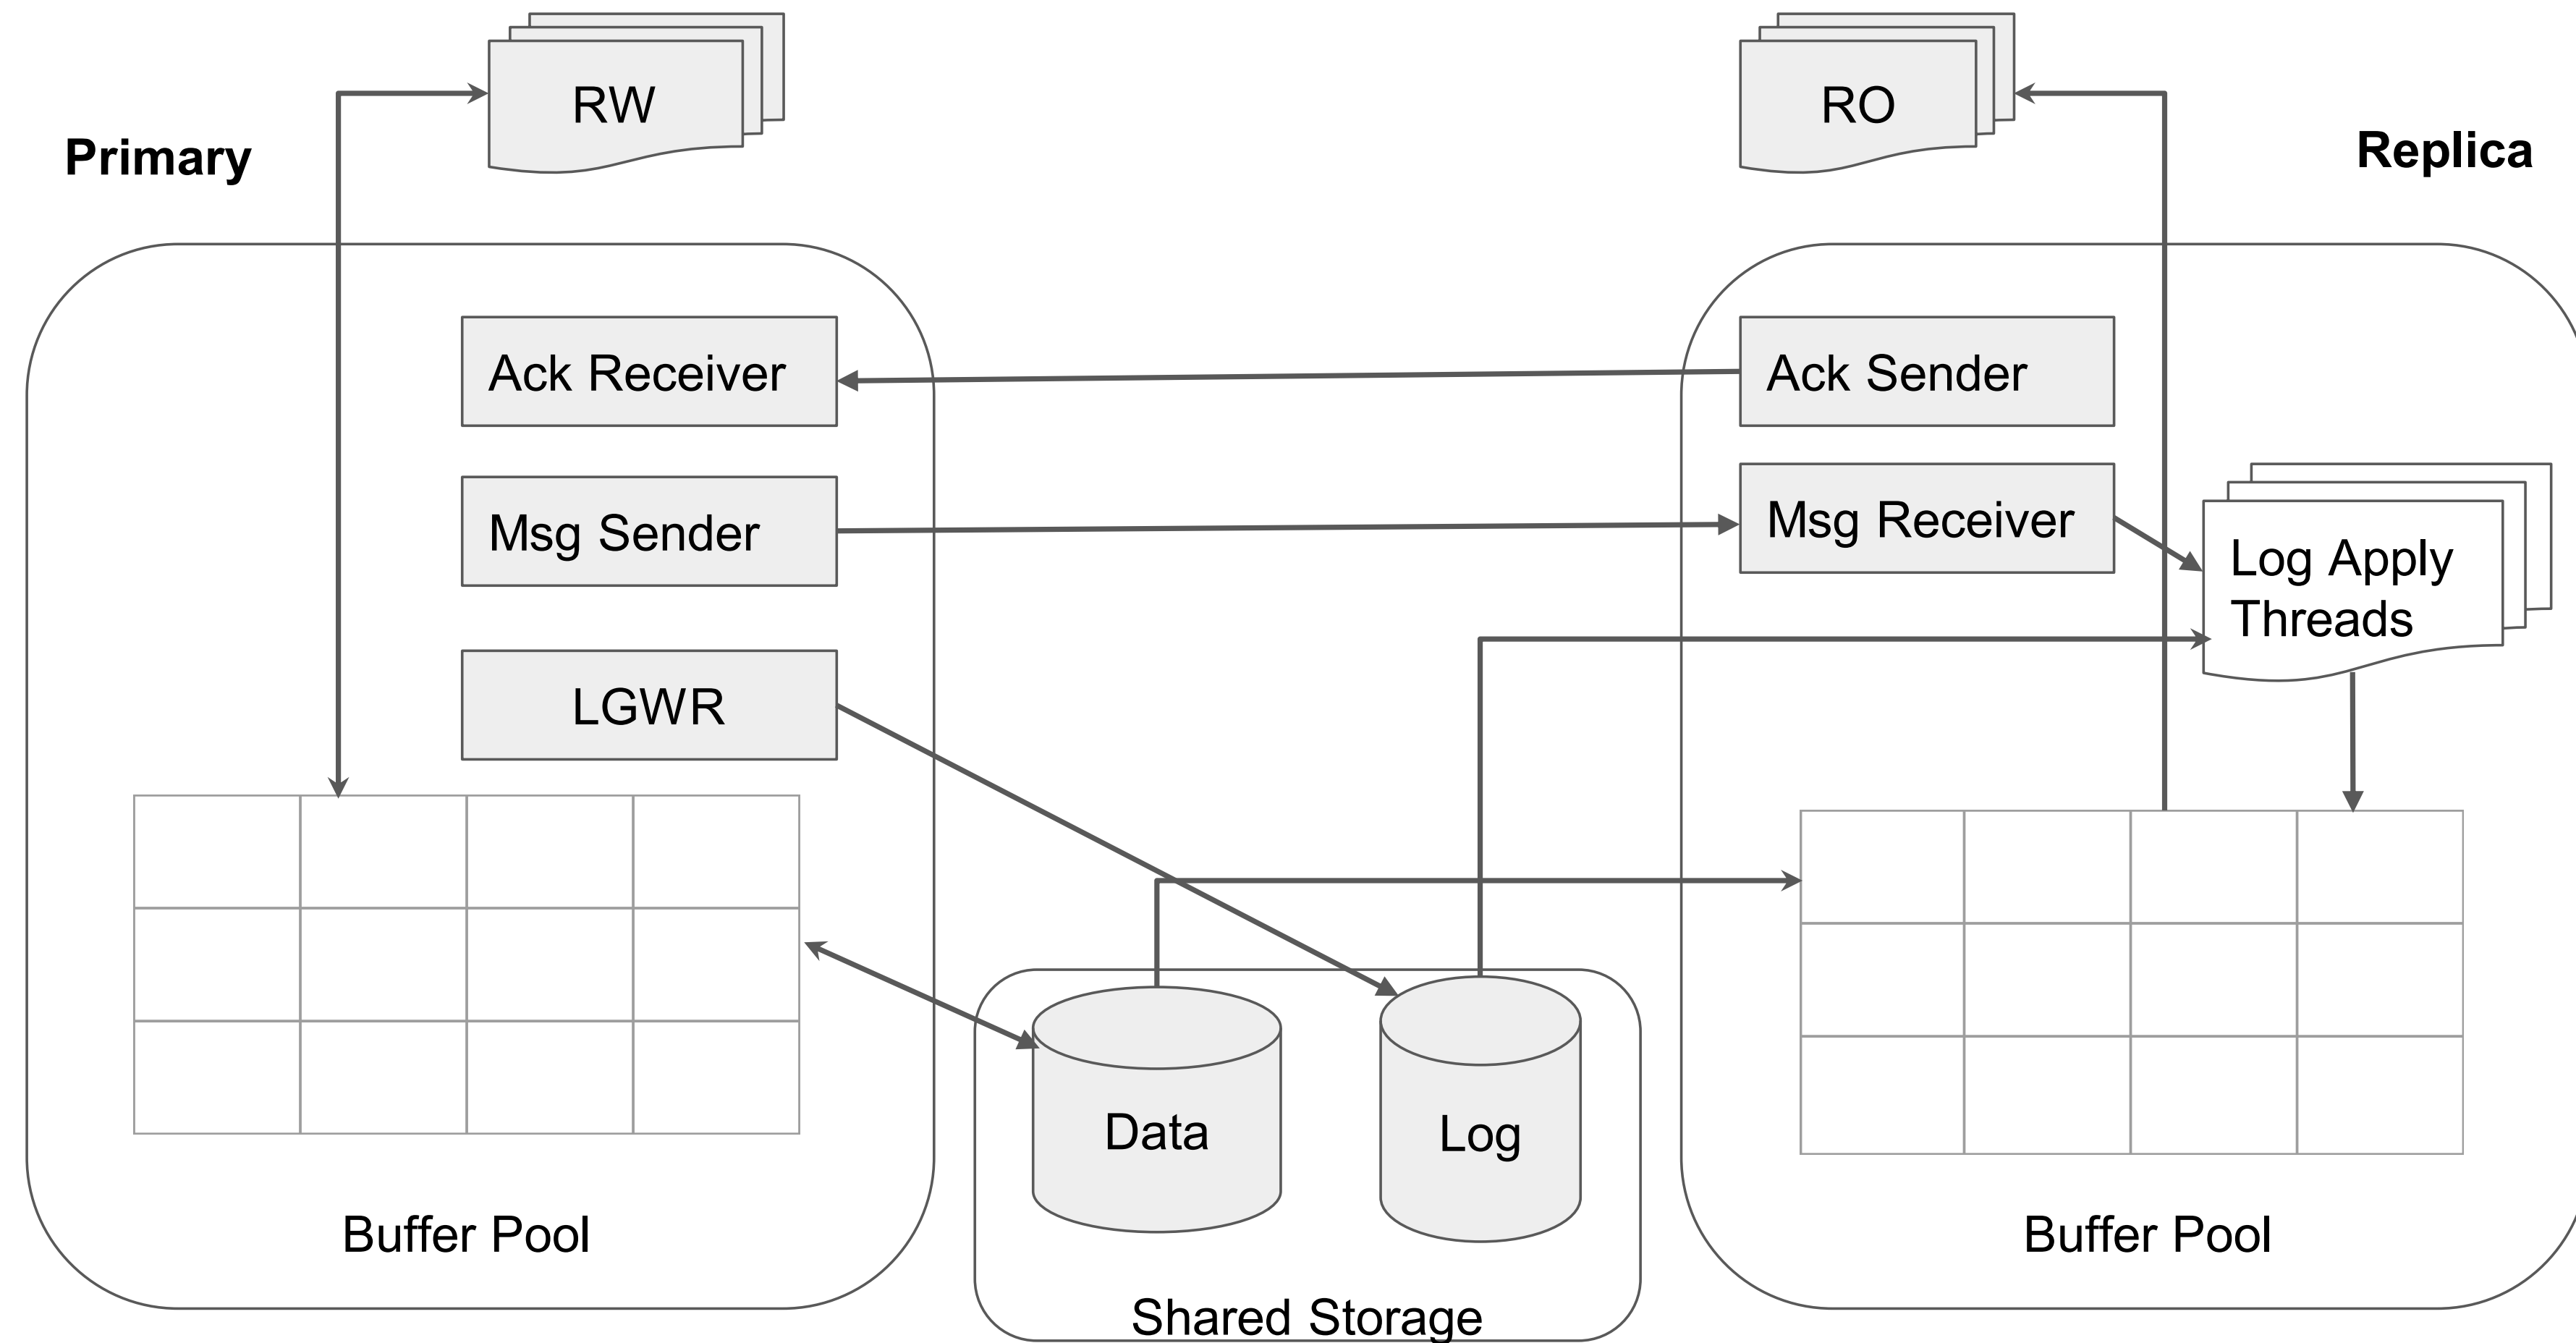 RW
RO
Primary
Replica
Ack Receiver
Ack Sender
Msg Sender
Msg Receiver
Log Apply
Threads
LGWR
Data
Log
Buffer Pool
Buffer Pool
Shared Storage